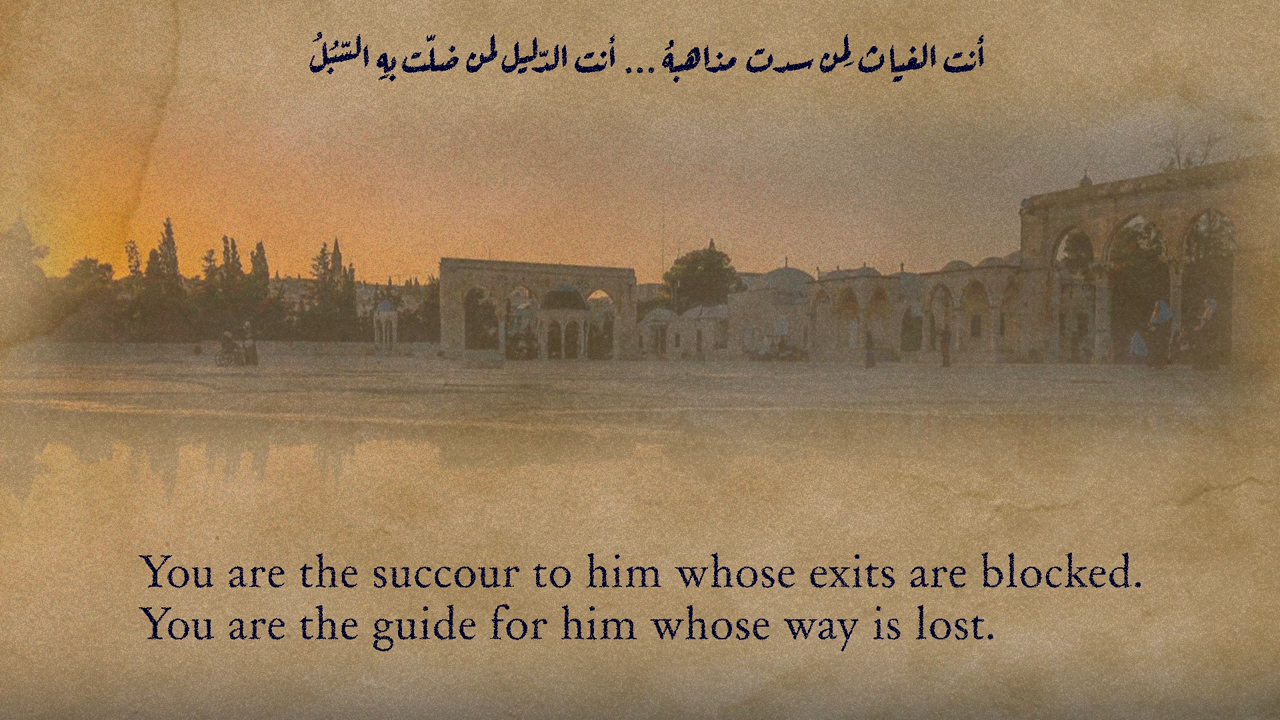 أنت الغياث لِمن سدت مذاهبهُ... أنت الدّليل لمن ضلّت بهِ السّبُلُ
You are the succour to him whose exits are blocked.
You are the guide for him whose way is lost.